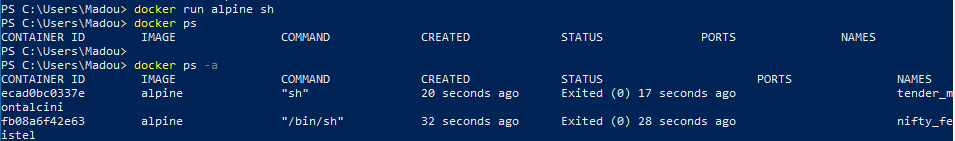 PS C:\Users\Madou> docker run alpine sh
PS C:\Users\Madou> docker ps
CONTAINER ID IMAGE COMMAND CREATED STATUS PORTS NAMES
PS C:\Users\Madou>
PS C:\Users\Madou> docker ps -a
CONTAINER ID IMAGE COMMAND CREATED STATUS PORTS NAMES
ecad0bc0337e alpine "sh" 20 seconds ago Exited (0) 17 seconds ago tender_m
ontalcini
fb08a6f42e63 alpine "/bin/sh" 32 seconds ago Exited (0) 28 seconds ago nifty_fe
istel